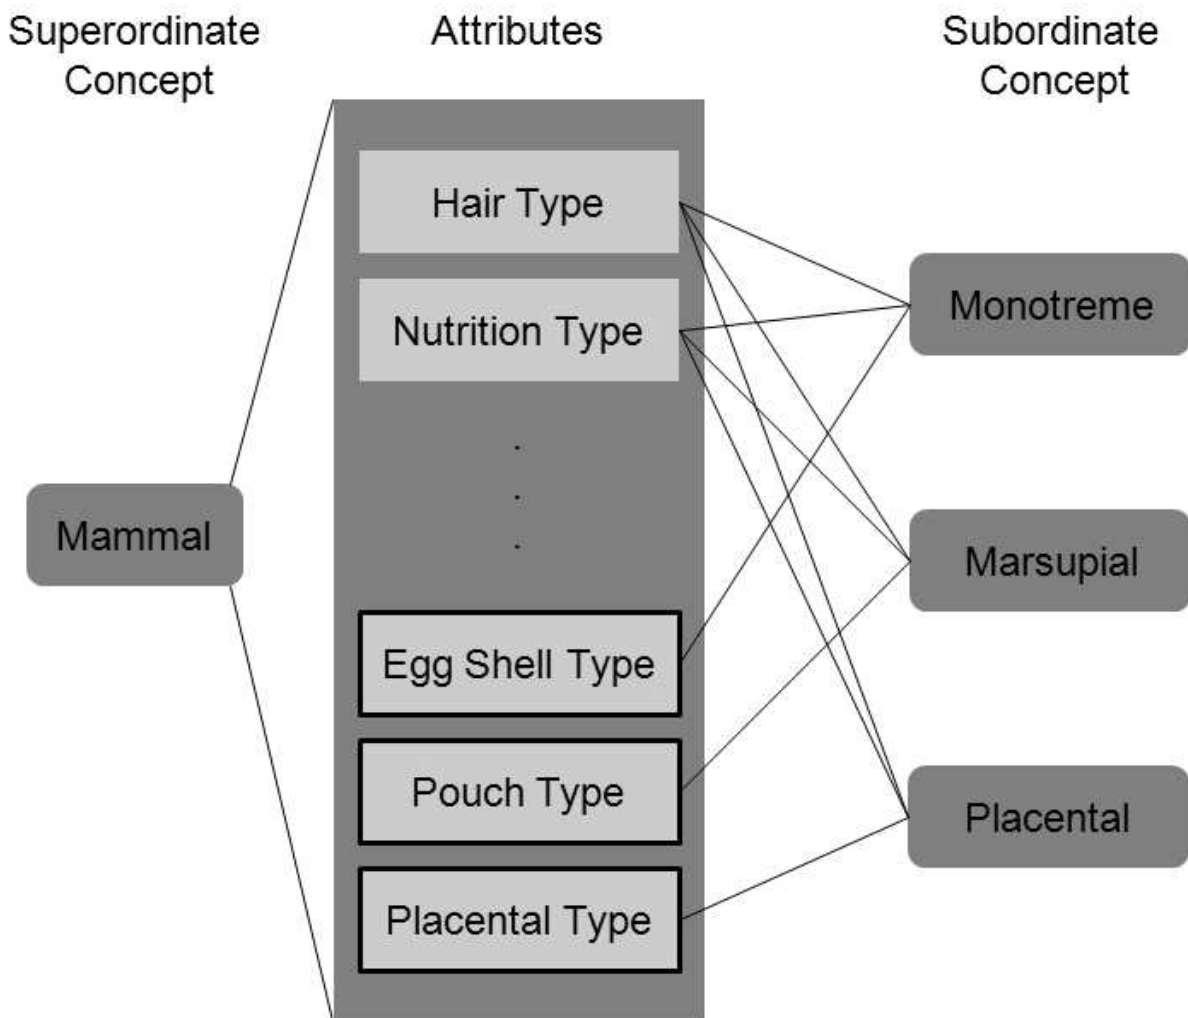 Superordinate
Concept
Attributes
Subordinate
Concept
Hair Type
Nutrition Type
.
.
.
Egg Shell Type
Pouch Type
Placental Type
Mammal
Monotreme
Marsupial
Placental